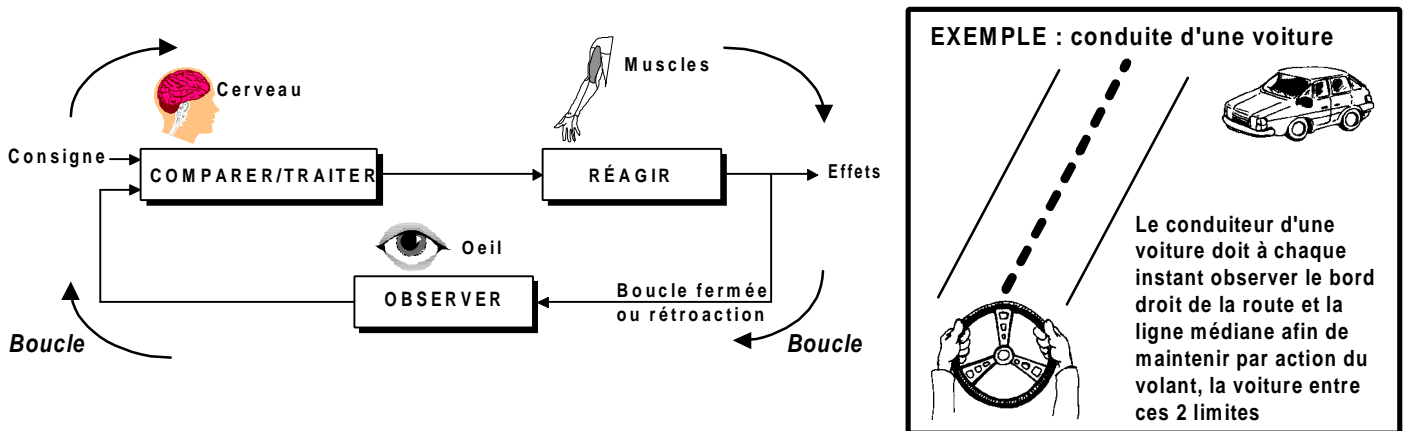 Cerveau
Muscles
Consigne
COMPARER/TRAITER
RÉAGIR
Effets
Oeil
OBSERVER
Boucle fermée
ou rétroaction
Boucle
Boucle
EXEMPLE : conduite d'une voiture
Le conduiteur d'une
voiture doit à chaque
instant observer le bord
droit de la route et la
ligne médiane afin de
maintenir par action du
volant, la voiture entre
ces 2 limites